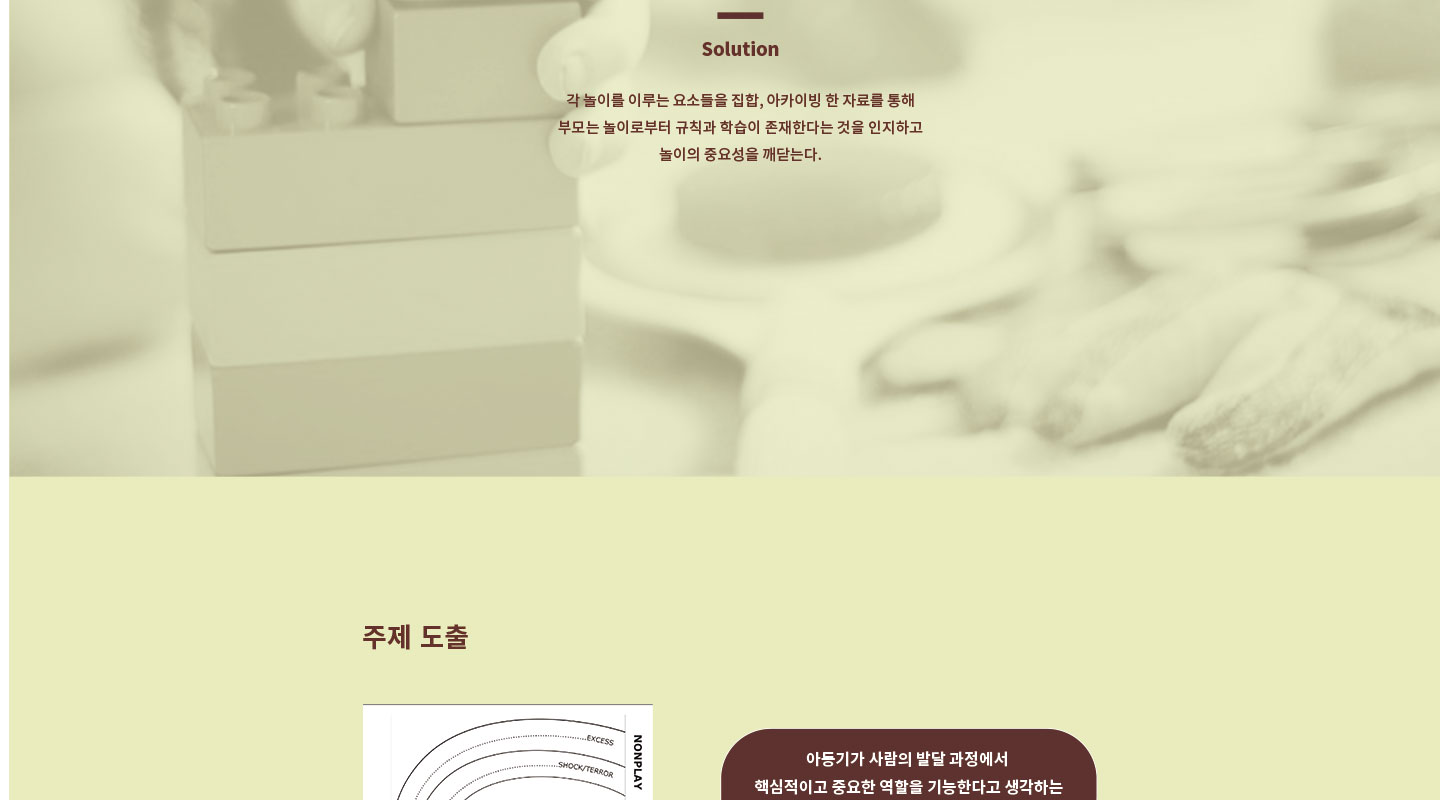 Solution
각 놀이를 이루는 요소들을 집합, 아카이빙 한 자료를 통해
부모는 놀이로부터 규칙과 학습이 존재한다는 것을 인지하고
놀이의 중요성을 깨닫는다.
주제 도출
EXCESS
SHOCK/TERROR
NONPLAY
아동기가 사람의 발달 과정에서
핵심적이고 중요한 역할을 기능한다고 생각하는